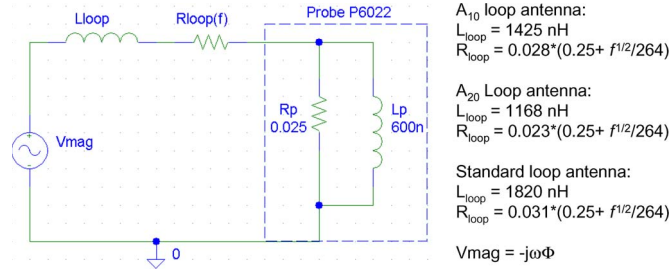 Probe P6022
Lloop
Rloop(f)
Rp
0.025
Lp
600n
Vmag
0
A10 loop antenna:
Lloop = 1425 nH
Rloop = 0.028*(0.25+ f1/2/264)
A20 Loop antenna:
Lloop = 1168 nH
Rloop = 0.023*(0.25+ f1/2/264)
Standard loop antenna:
Lloop = 1820 nH
Rloop = 0.031*(0.25+ f1/2/264)
Vmag = -jωΦ